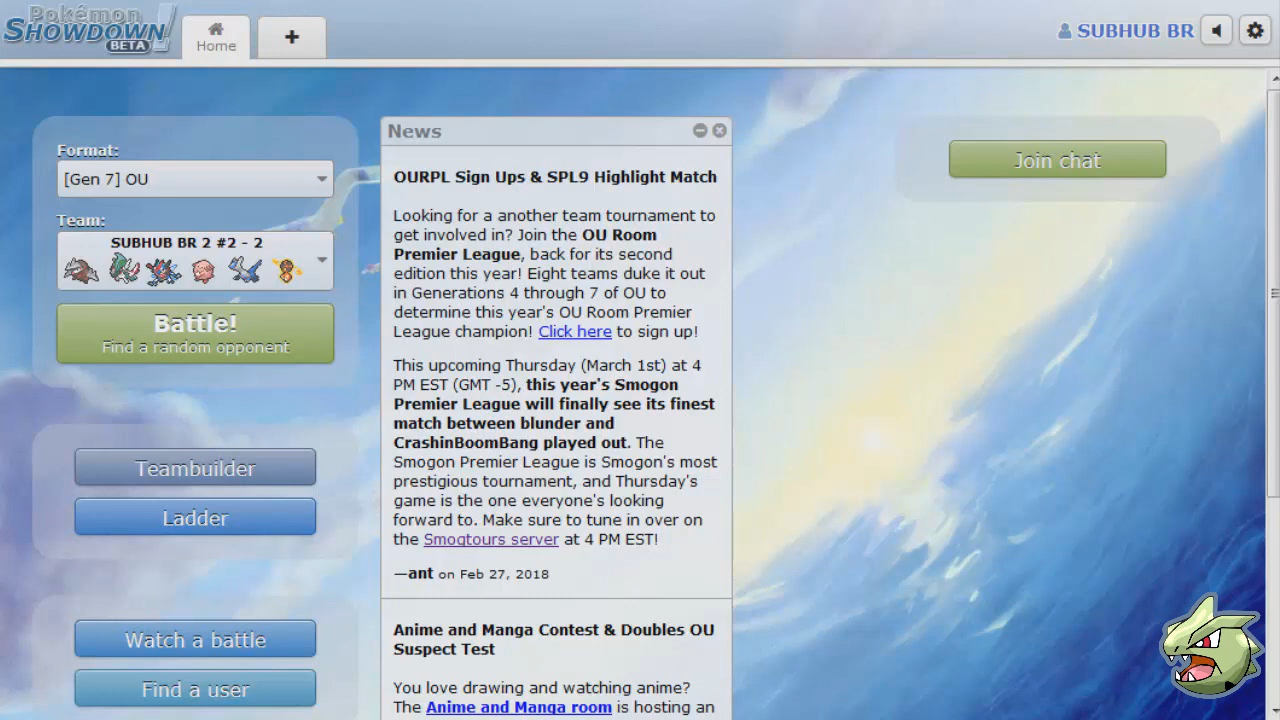 Pokémon
SHOWDOWN!
BETA
Home
+
SUBHUB BR
Format:
[Gen 7] OU
Team:
SUBHUB BR 2 #2 - 2
Battle!
Find a random opponent
Teambuilder
Ladder
Watch a battle
Find a user
News
OURPL Sign Ups & SPL9 Highlight Match
Looking for a another team tournament to
get involved in? Join the OU Room
Premier League, back for its second
edition this year! Eight teams duke it out
in Generations 4 through 7 of OU to
determine this year's OU Room Premier
League champion! Click here to sign up!
This upcoming Thursday (March 1st) at 4
PM EST (GMT -5), this year's Smogon
Premier League will finally see its finest
match between blunder and
CrashinBoomBang played out. The
Smogon Premier League is Smogon's most
prestigious tournament, and Thursday's
game is the one everyone's looking
forward to. Make sure to tune in over on
the Smogtours server at 4 PM EST!
—ant on Feb 27, 2018
Anime and Manga Contest & Doubles OU
Suspect Test
You love drawing and watching anime?
The Anime and Manga room is hosting an
Join chat